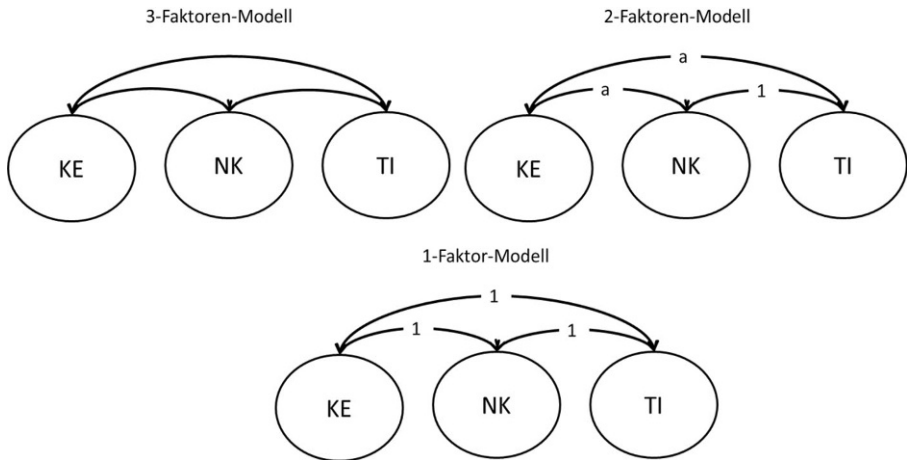 3-Faktoren-Modell
KE
NK
TI
2-Faktoren-Modell
a
a
1
KE
NK
TI
1-Faktor-Modell
1
1
1
KE
NK
TI